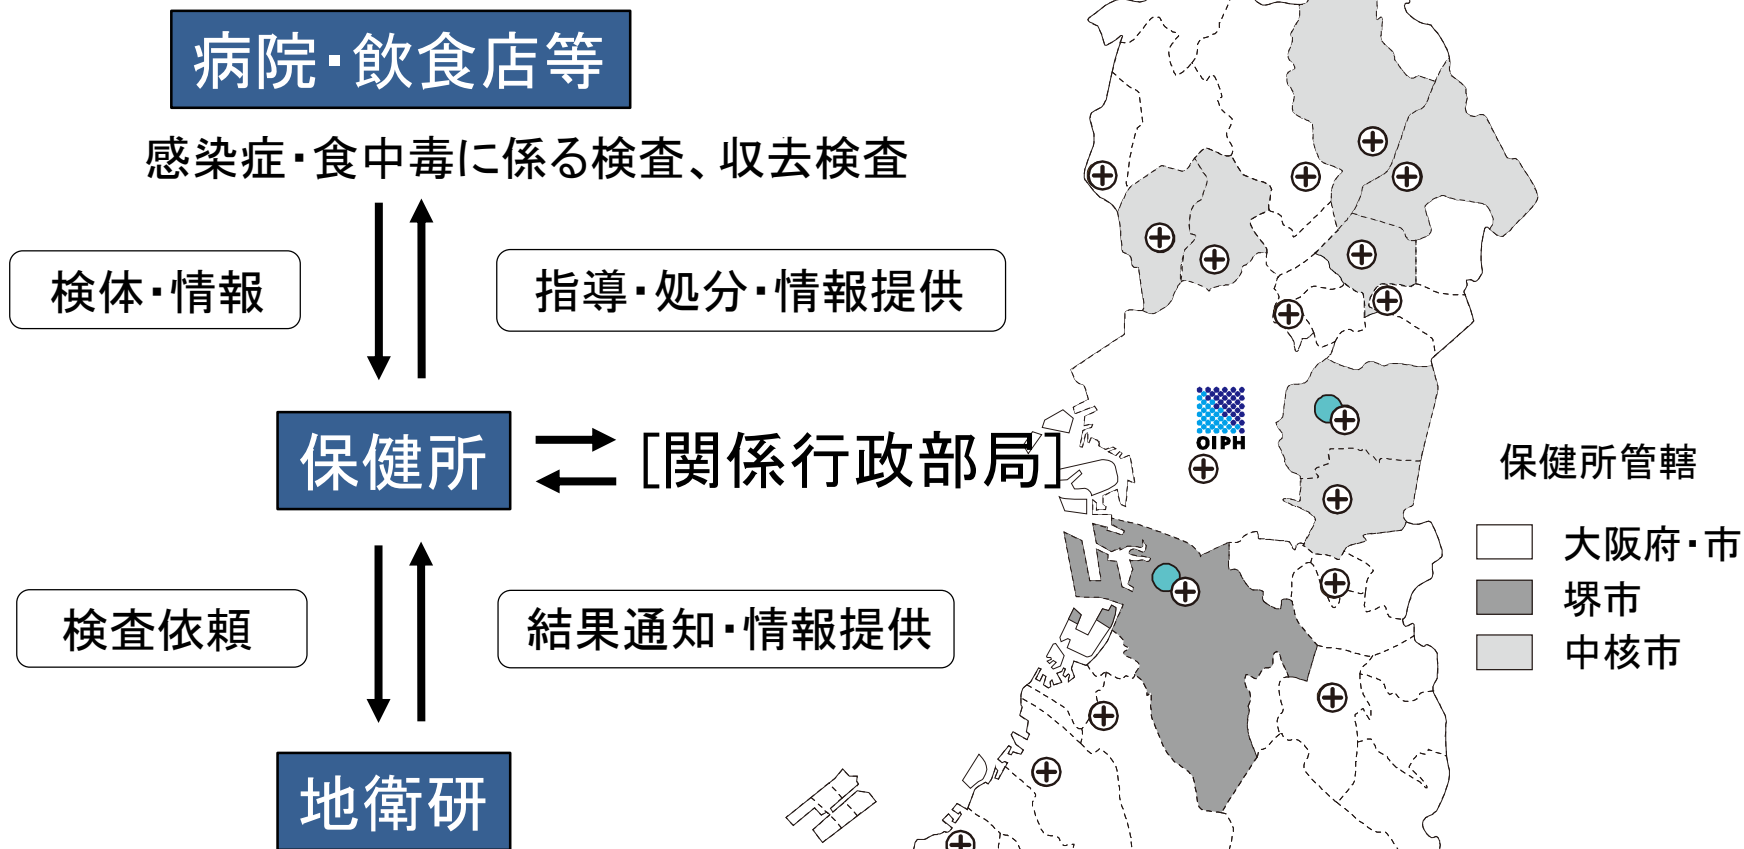 病院・飲食店等
感染症・食中毒に係る検査、収去検査
検体・情報
指導・処分・情報提供
保健所
[関係行政部局]
検査依頼
結果通知・情報提供
地衛研
OIPH
保健所管轄
大阪府・市
堺市
中核市